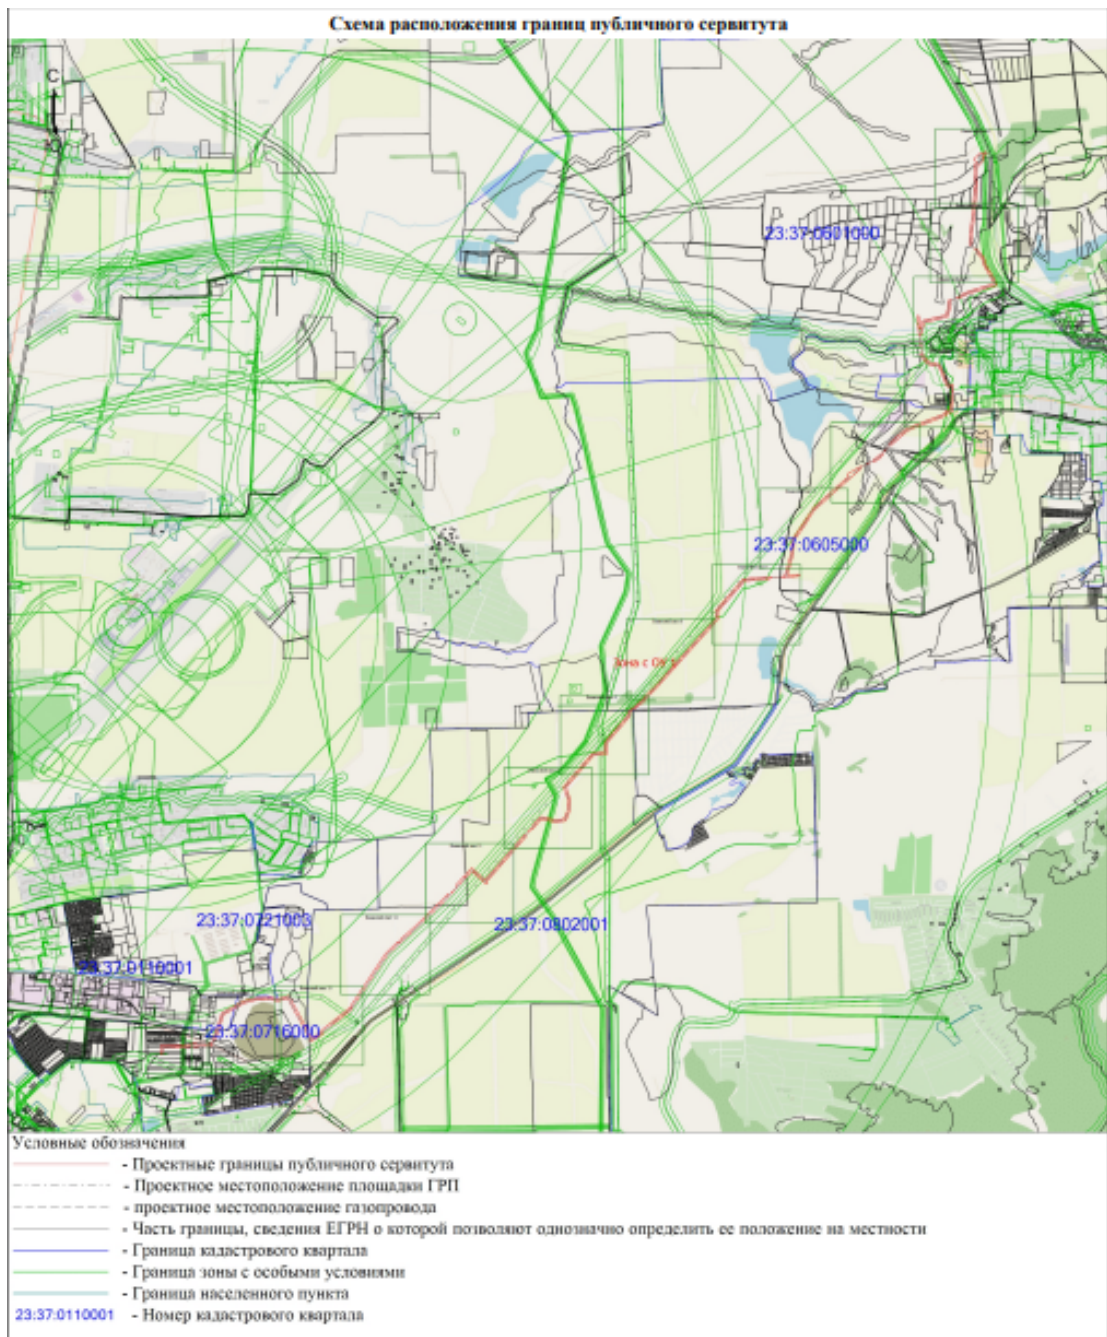 Схема расположения границ публичного сервитута
С
Ю
23:37:0601000
23:37:0605000
Зона с ОУ 1
23:37:0721003
23:37:0802001
23:37:0110001
23:37:0716000
Условные обозначения
- Проектные границы публичного сервитута
- Проектное местоположение площадки ГРП
- проектное местоположение газопровода
- Часть границы, сведения ЕГРН о которой позволяют однозначно определить ее положение на местности
- Граница кадастрового квартала
- Граница зоны с особыми условиями
- Граница населенного пункта
23:37:0110001 - Номер кадастрового квартала